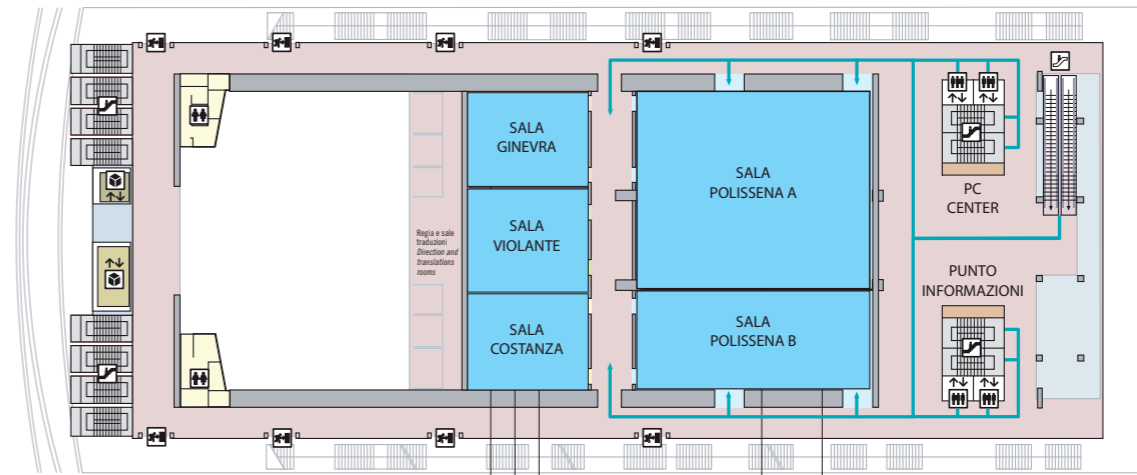 SALA
GINEVRA
SALA
VIOLANTE
SALA
COSTANZA
Regia e sale
traduzioni
Direction and
translations
rooms
SALA
POLISSENA A
SALA
POLISSENA B
PC
CENTER
PUNTO
INFORMAZIONI